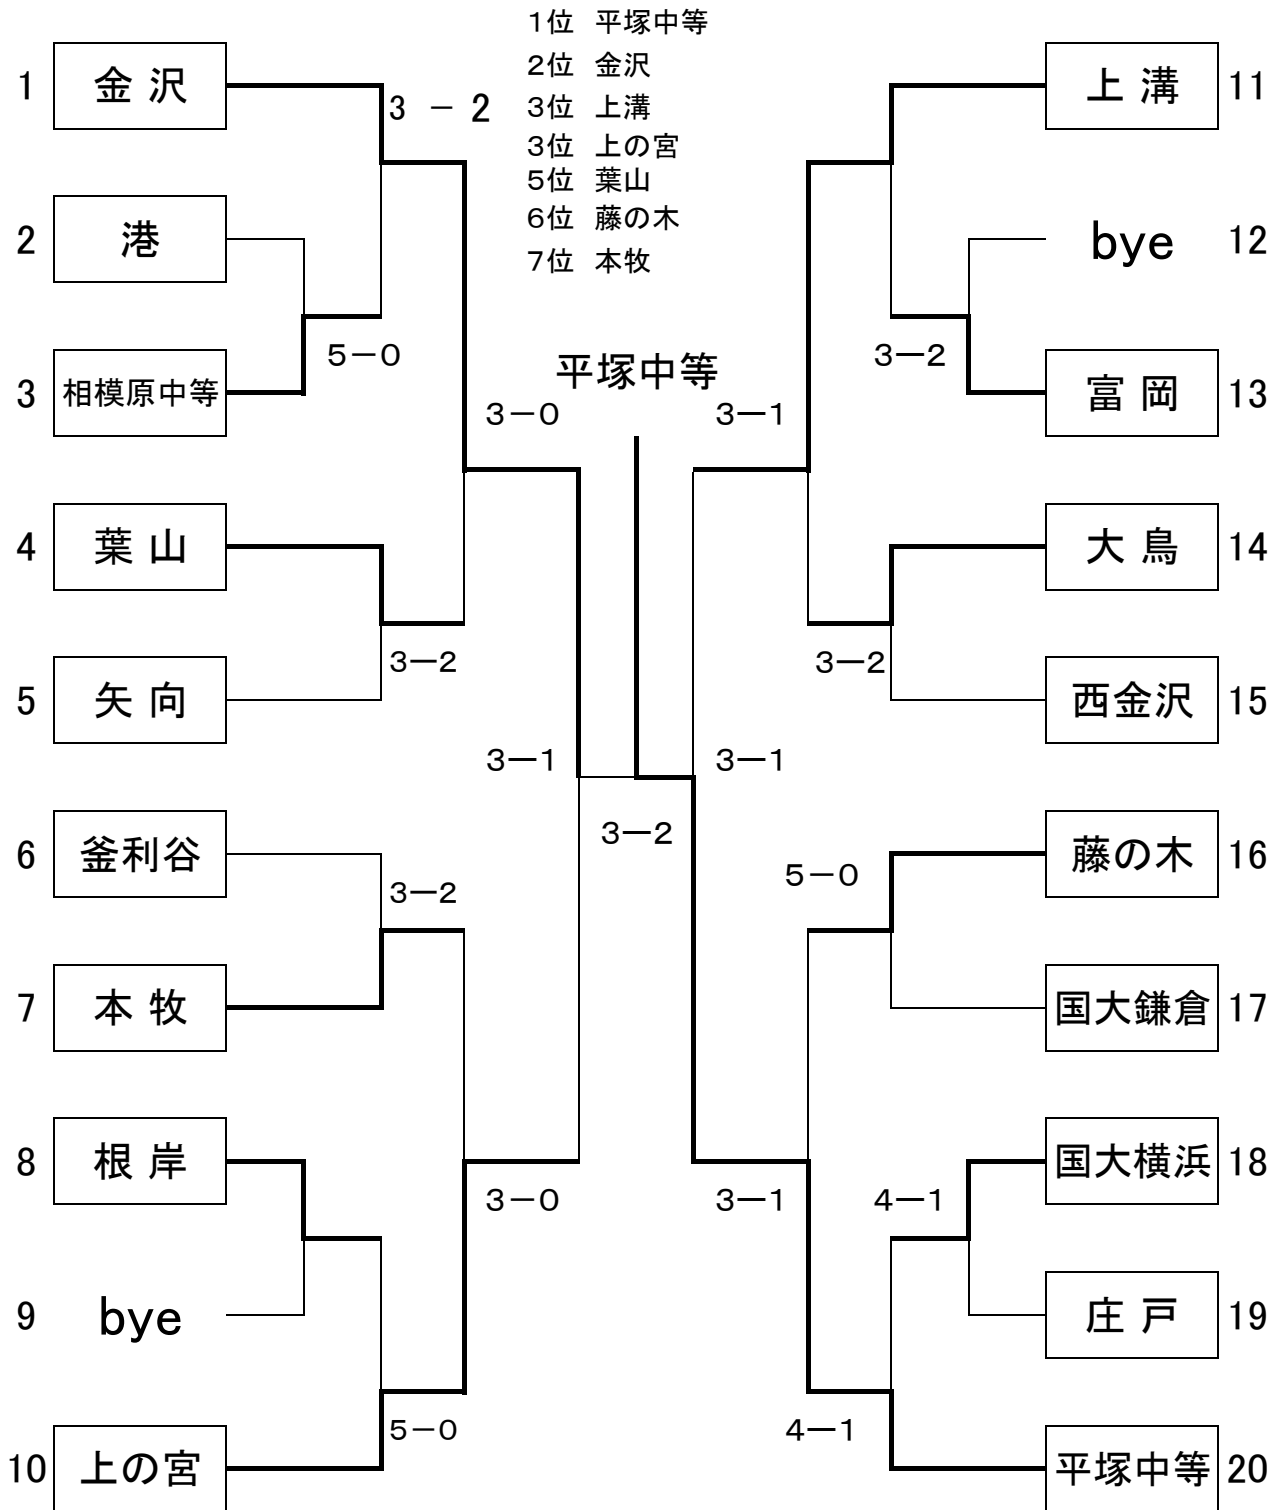 1位 平塚中等
2位 金沢
3位 上溝
3位 上の宮
5位 葉山
6位 藤の木
7位 本牧
平塚中等
1 金 沢
2 港
3 相模原中等
4 葉 山
5 矢 向
6 釜利谷
7 本 牧
8 根 岸
9 bye
10 上の宮
3 － 2
5－0
3－0
3－2
3－1
3－2
3－0
5－0
3－2
3－1
3－2
3－2
3－1
5－0
3－1
4－1
4－1
上 溝 11
bye 12
富 岡 13
大 鳥 14
西金沢 15
藤の木 16
国大鎌倉 17
国大横浜 18
庄 戸 19
平塚中等 20